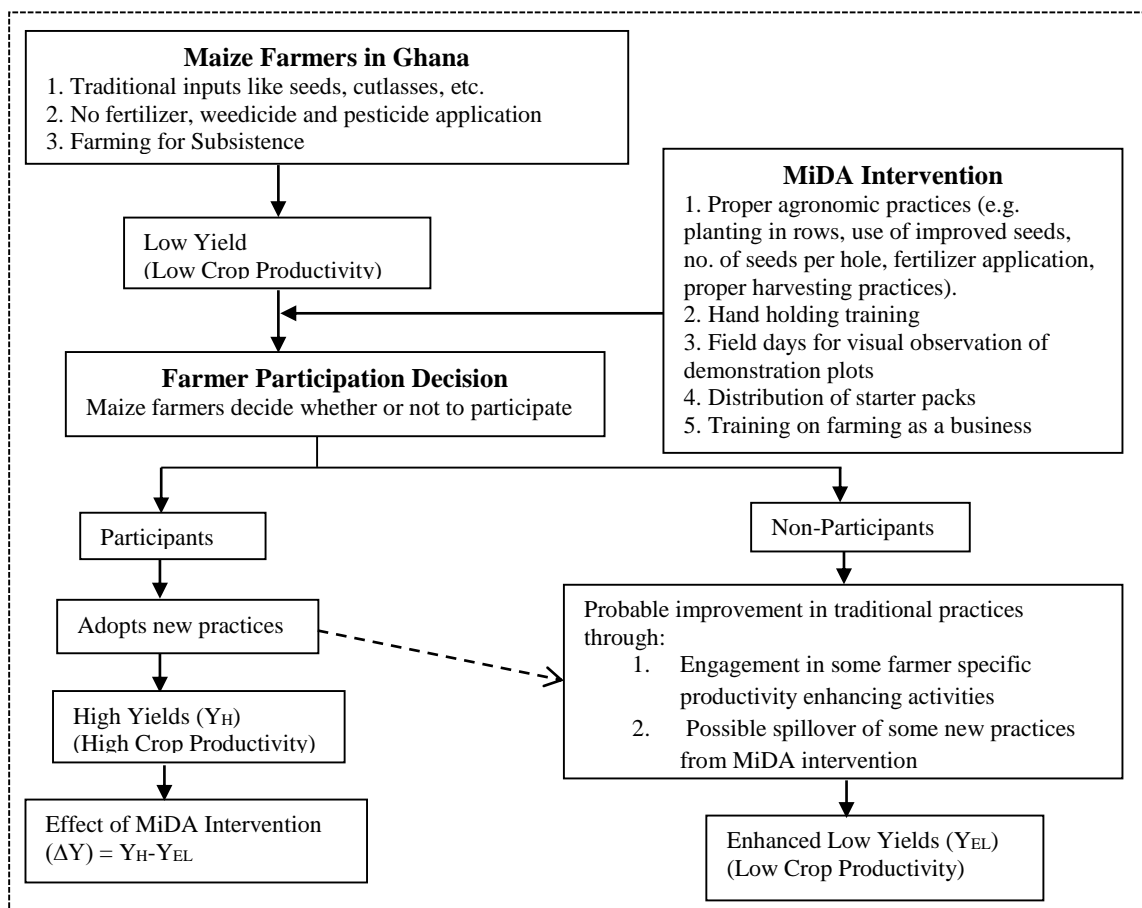 Maize Farmers in Ghana
1. Traditional inputs like seeds, cutlasses, etc.
2. No fertilizer, weedicide and pesticide application
3. Farming for Subsistence
Low Yield
(Low Crop Productivity)
MiDA Intervention
1. Proper agronomic practices (e.g.
planting in rows, use of improved seeds,
no. of seeds per hole, fertilizer application,
proper harvesting practices).
2. Hand holding training
3. Field days for visual observation of
demonstration plots
4. Distribution of starter packs
5. Training on farming as a business
Farmer Participation Decision
Maize farmers decide whether or not to participate
Participants
Adopts new practices
High Yields (YH)
(High Crop Productivity)
Effect of MiDA Intervention
(ΔY) = YH-YEL
Non-Participants
Probable improvement in traditional practices
through:
1. Engagement in some farmer specific
productivity enhancing activities
2. Possible spillover of some new practices
from MiDA intervention
Enhanced Low Yields (YEL)
(Low Crop Productivity)